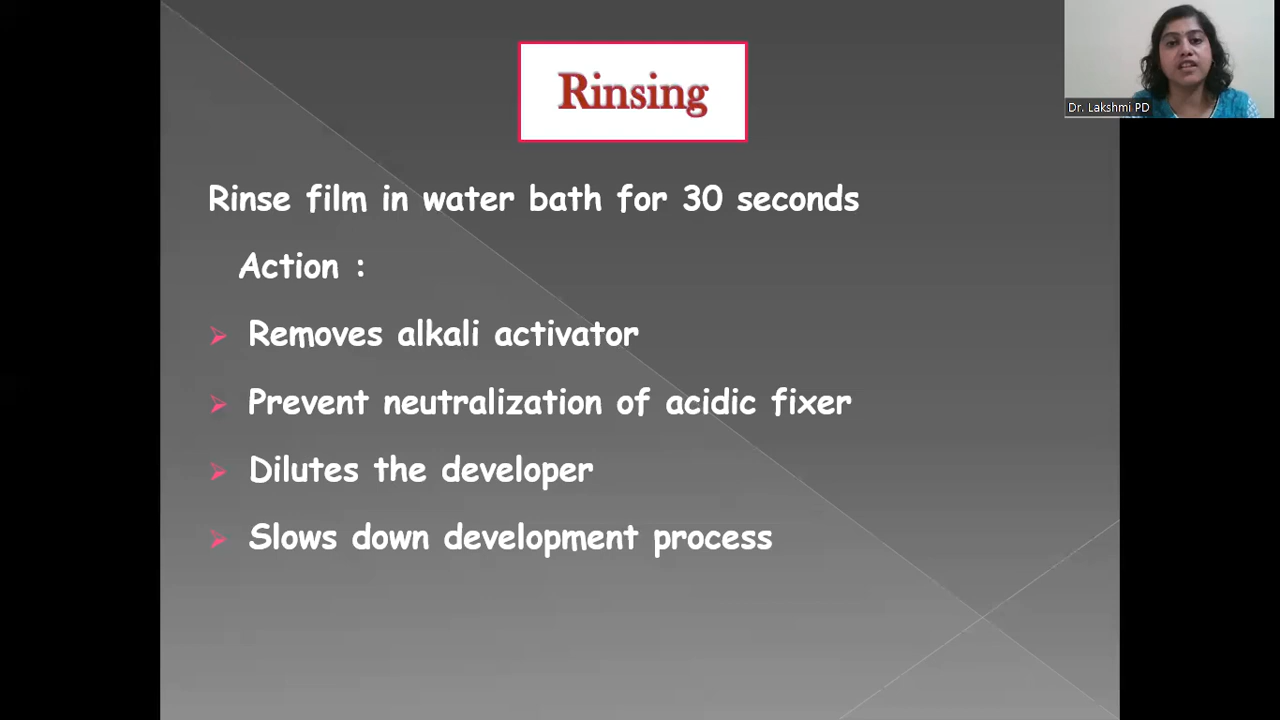 Rinsing
Dr. Lakshmi PD
Rinse film in water bath for 30 seconds
Action :
Removes alkali activator
Prevent neutralization of acidic fixer
Dilutes the developer
Slows down development process